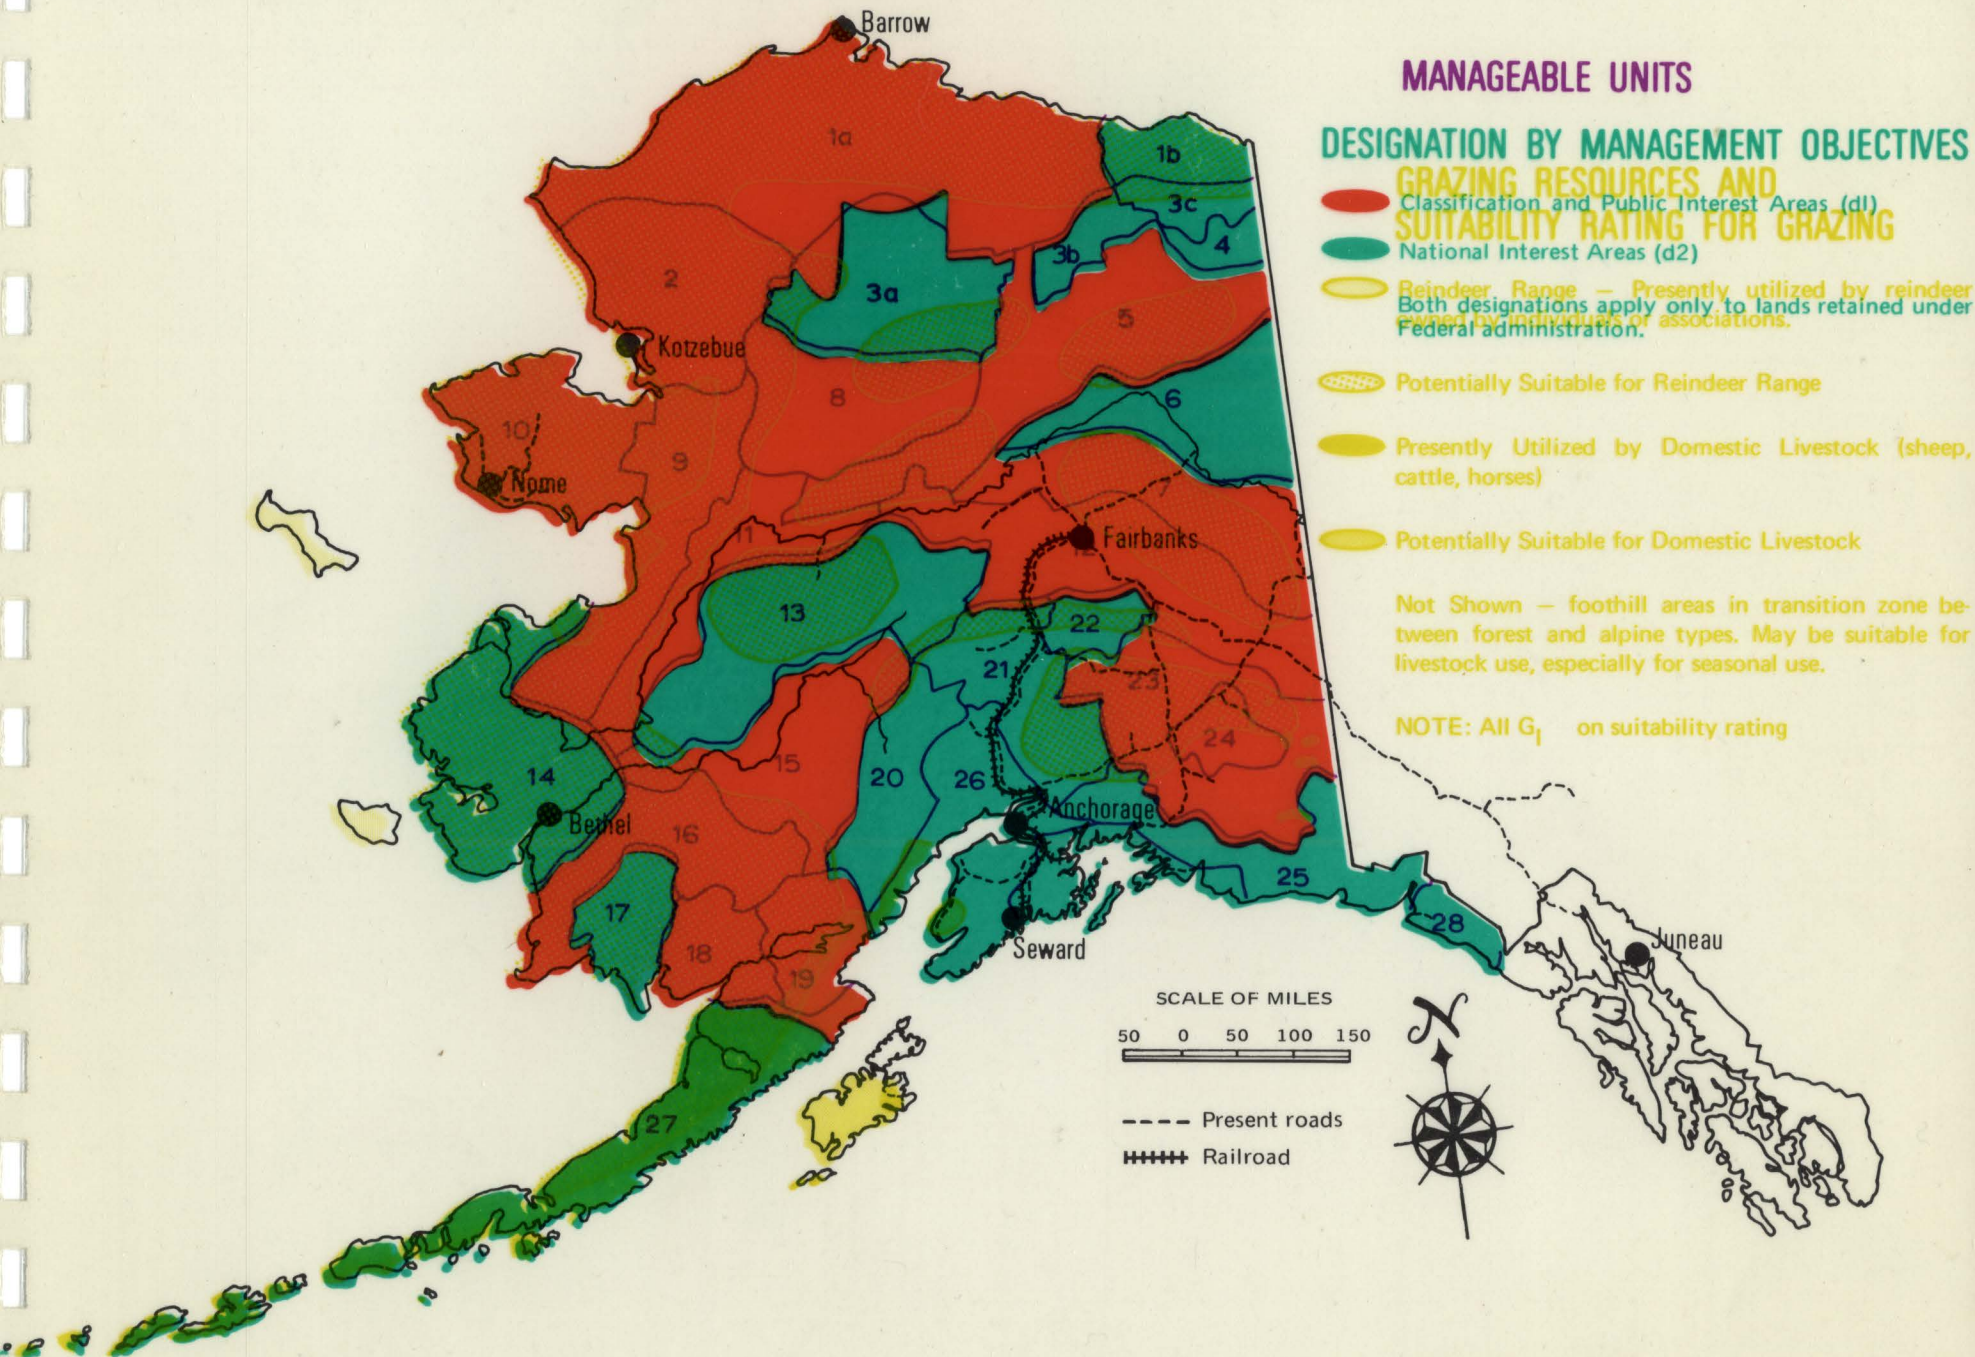 Barrow
MANAGEABLE UNITS
DESIGNATION BY MANAGEMENT OBJECTIVES
GRAZING RESOURCES AND
Classification and Public Interest Areas (d1)
SUITABILITY RATING FOR GRAZING
National Interest Areas (d2)
Reindeer Range — Presently utilized by reindeer
owned by individuals or associations.
Both designations apply only to lands retained under
Federal administration.
Potentially Suitable for Reindeer Range
Presently Utilized by Domestic Livestock (sheep,
cattle, horses)
Potentially Suitable for Domestic Livestock
Not Shown — foothill areas in transition zone be-
tween forest and alpine types. May be suitable for
livestock use, especially for seasonal use.
NOTE: All G_I on suitability rating
1a
1b
3c
4
3b
2
3a
5
Kotzebue
8
6
10
9
Nome
7
11
Fairbanks
12
13
22
21
23
24
14
15
20
26
Bethel
16
Anchorage
17
25
28
18
19
Seward
Juneau
27
SCALE OF MILES
50 0 50 100 150
N
Present roads
Railroad